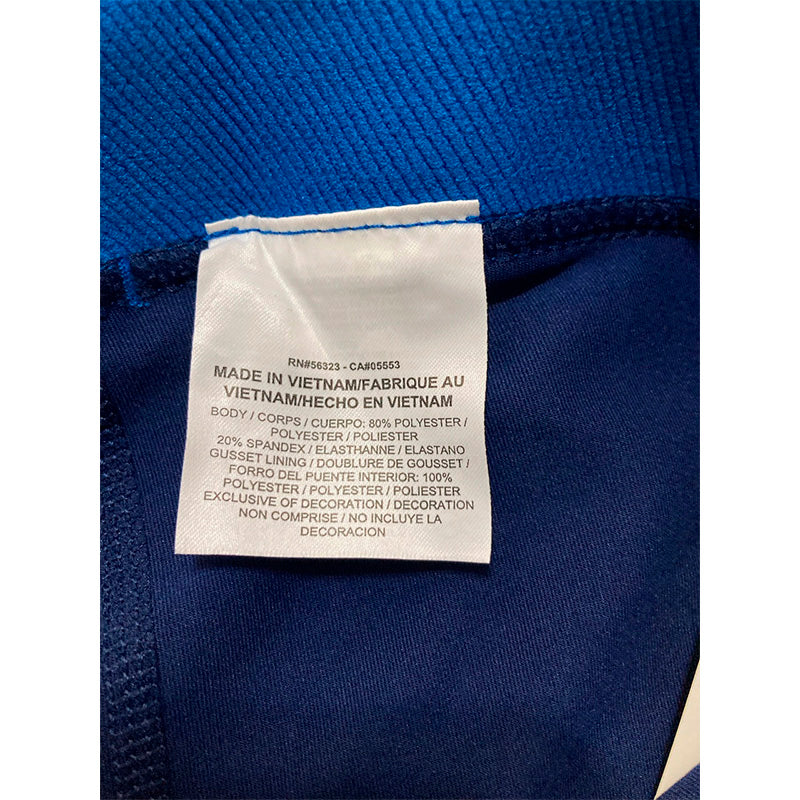 RN#56323 - CA#05553
MADE IN VIETNAM/FABRIQUE AU
VIETNAM/HECHO EN VIETNAM
BODY / CORPS / CUERPO: 80% POLYESTER /
POLYESTER / POLIESTER
20% SPANDEX / ELASTHANNE / ELASTANO
GUSSET LINING / DOUBLURE DE GOUSSET /
FORRO DEL PUENTE INTERIOR: 100%
POLYESTER / POLYESTER / POLIESTER
EXCLUSIVE OF DECORATION / DECORATION
NON COMPRISE / NO INCLUYE LA
DECORACION